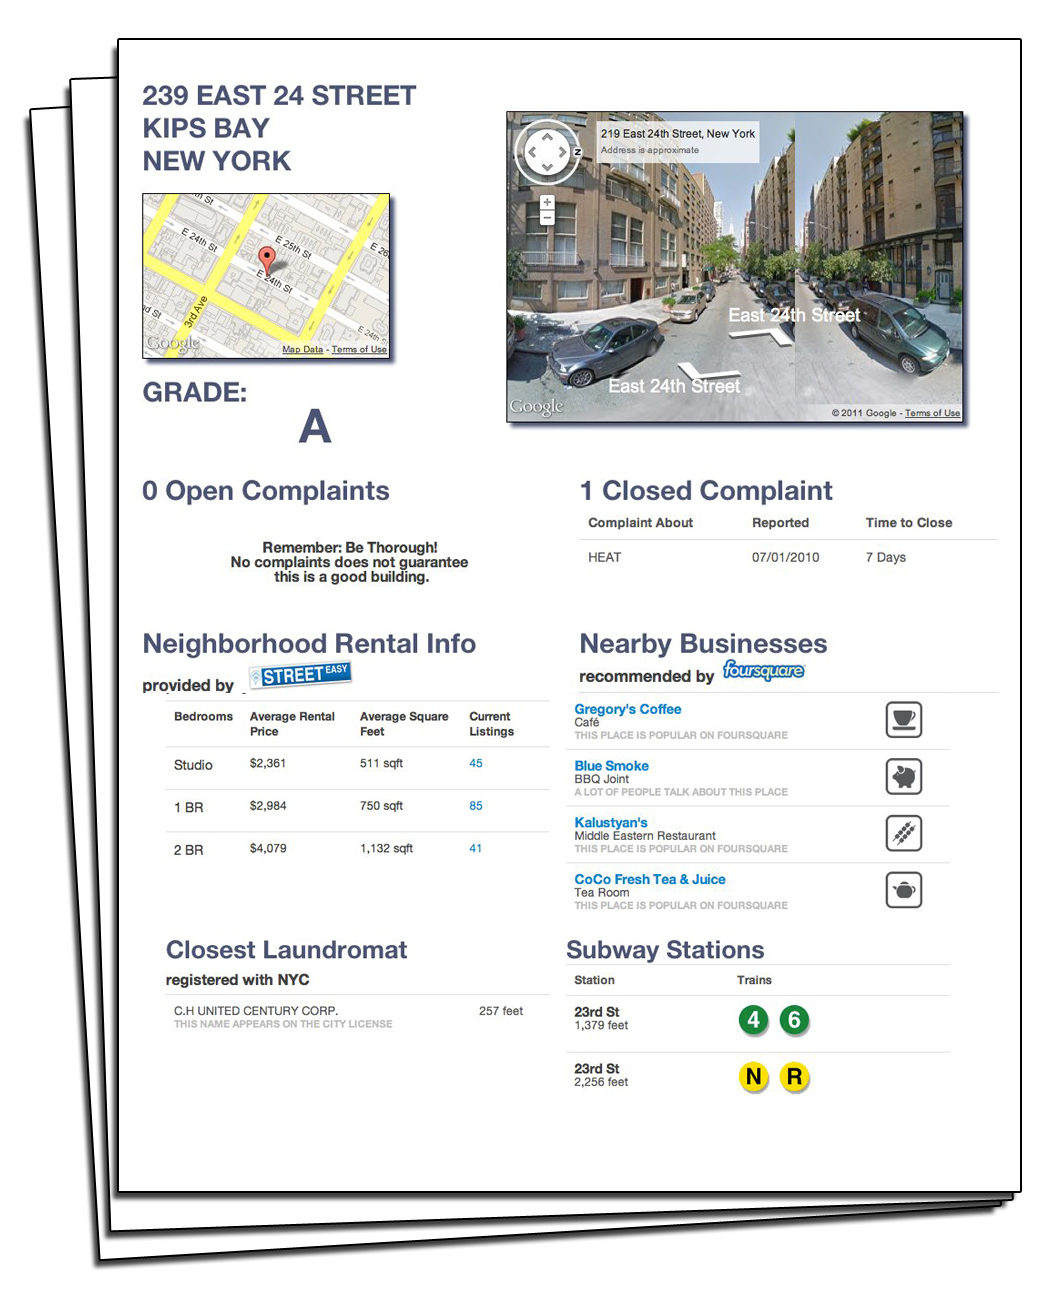 239 EAST 24 STREET
KIPS BAY
NEW YORK
E 24th St
E 25th St
E 26
E 24th St
3rd Ave
nd St
E 24th S
Google
Map Data - Terms of Use
219 East 24th Street, New York
Address is approximate
N
+
−
East 24th Street
East 24th Street
Google
© 2011 Google - Terms of Use
GRADE:
A
0 Open Complaints
Remember: Be Thorough!
No complaints does not guarantee
this is a good building.
1 Closed Complaint
Complaint About Reported Time to Close
HEAT 07/01/2010 7 Days
Neighborhood Rental Info
provided by STREETEASY
Bedrooms Average Rental Price Average Square Feet Current Listings
Studio $2,361 511 sqft 45
1 BR $2,984 750 sqft 85
2 BR $4,079 1,132 sqft 41
Nearby Businesses
recommended by foursquare
Gregory's Coffee
Café
THIS PLACE IS POPULAR ON FOURSQUARE
Blue Smoke
BBQ Joint
A LOT OF PEOPLE TALK ABOUT THIS PLACE
Kalustyan's
Middle Eastern Restaurant
THIS PLACE IS POPULAR ON FOURSQUARE
CoCo Fresh Tea & Juice
Tea Room
THIS PLACE IS POPULAR ON FOURSQUARE
Closest Laundromat
registered with NYC
C.H UNITED CENTURY CORP. 257 feet
THIS NAME APPEARS ON THE CITY LICENSE
Subway Stations
Station Trains
23rd St 4 6
1,379 feet
23rd St N R
2,256 feet